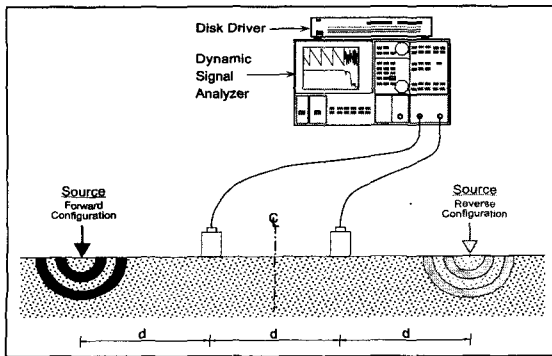 Disk Driver
Dynamic
Signal
Analyzer
Source
Forward
Configuration
℄
Source
Reverse
Configuration
d
d
d